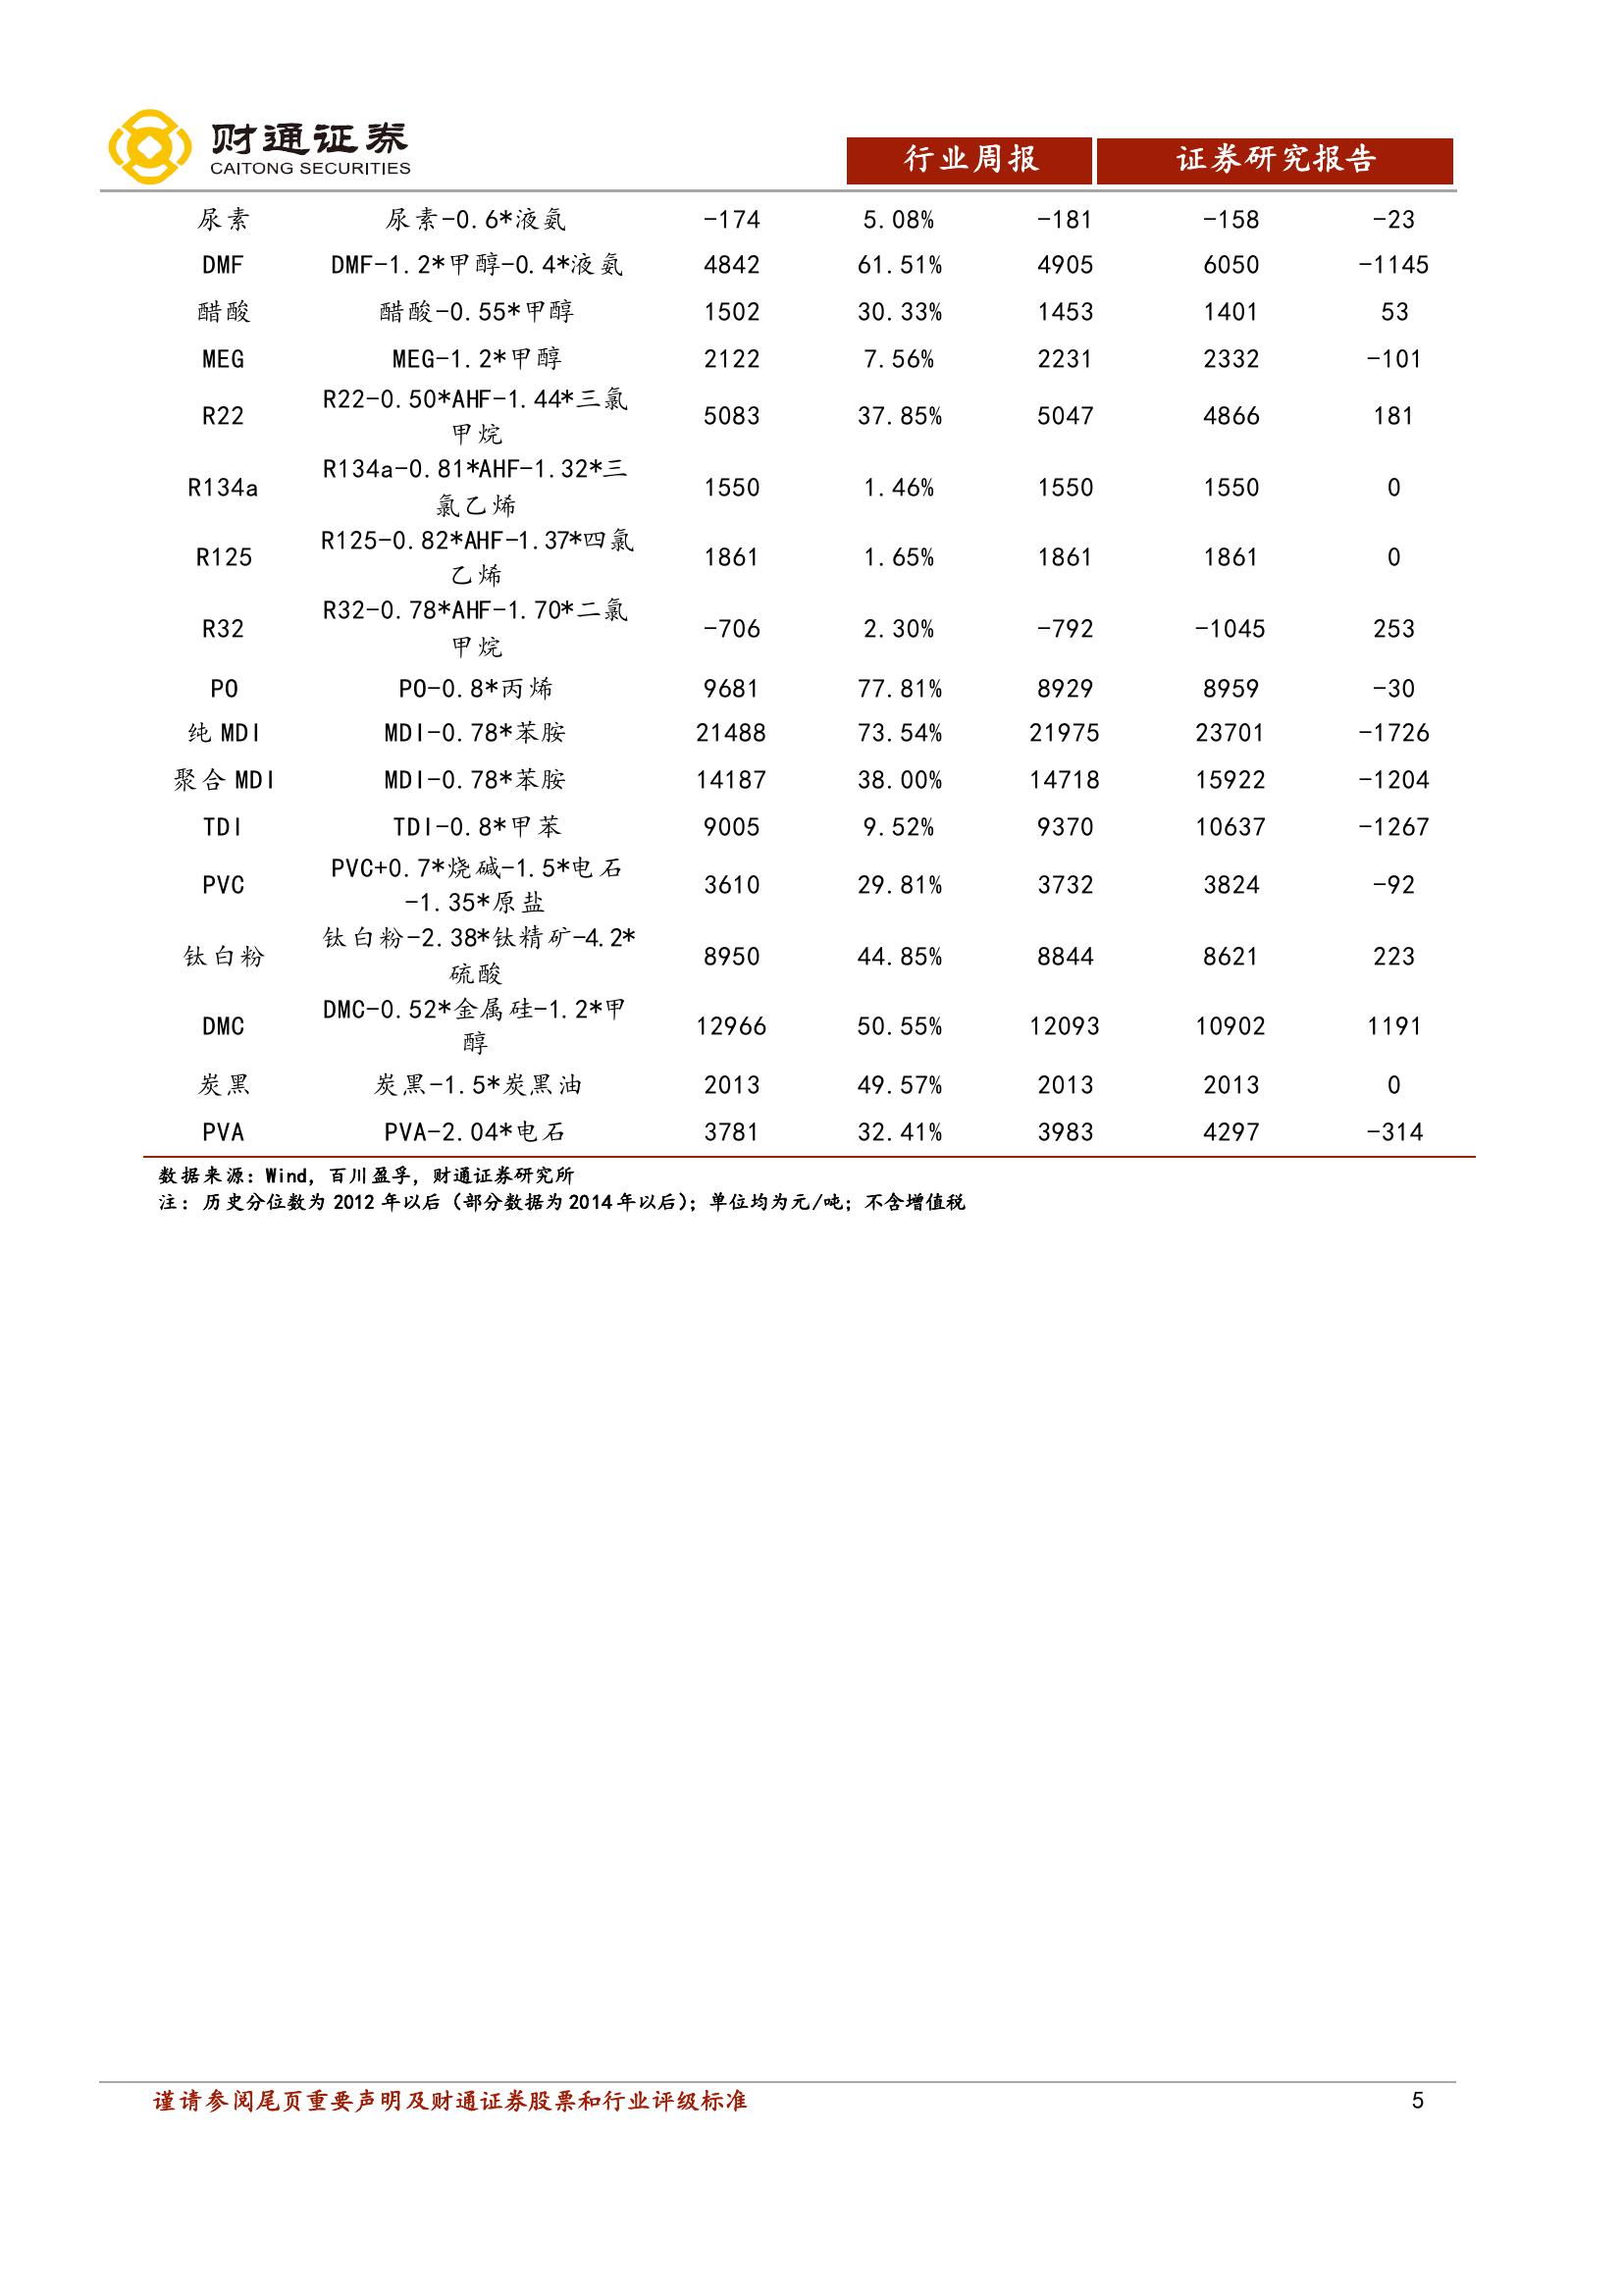 财通证券
CAITONG SECURITIES
行业周报 证券研究报告
尿素 尿素-0.6*液氨 -174 5.08% -181 -158 -23
DMF DMF-1.2*甲醇-0.4*液氨 4842 61.51% 4905 6050 -1145
醋酸 醋酸-0.55*甲醇 1502 30.33% 1453 1401 53
MEG MEG-1.2*甲醇 2122 7.56% 2231 2332 -101
R22-0.50*AHF-1.44*三氯
R22 5083 37.85% 5047 4866 181
甲烷
R134a-0.81*AHF-1.32*三
R134a 1550 1.46% 1550 1550 0
氯乙烯
R125-0.82*AHF-1.37*四氯
R125 1861 1.65% 1861 1861 0
乙烯
R32-0.78*AHF-1.70*二氯
R32 -706 2.30% -792 -1045 253
甲烷
PO PO-0.8*丙烯 9681 77.81% 8929 8959 -30
纯MDI MDI-0.78*苯胺 21488 73.54% 21975 23701 -1726
聚合MDI MDI-0.78*苯胺 14187 38.00% 14718 15922 -1204
TDI TDI-0.8*甲苯 9005 9.52% 9370 10637 -1267
PVC+0.7*烧碱-1.5*电石
PVC 3610 29.81% 3732 3824 -92
-1.35*原盐
钛白粉-2.38*钛精矿-4.2*
钛白粉 8950 44.85% 8844 8621 223
硫酸
DMC-0.52*金属硅-1.2*甲
DMC 12966 50.55% 12093 10902 1191
醇
炭黑 炭黑-1.5*炭黑油 2013 49.57% 2013 2013 0
PVA PVA-2.04*电石 3781 32.41% 3983 4297 -314
数据来源：Wind，百川盈孚，财通证券研究所
注：历史分位数为 2012 年以后（部分数据为 2014 年以后）；单位均为元/吨；不含增值税
谨请参阅尾页重要声明及财通证券股票和行业评级标准 5